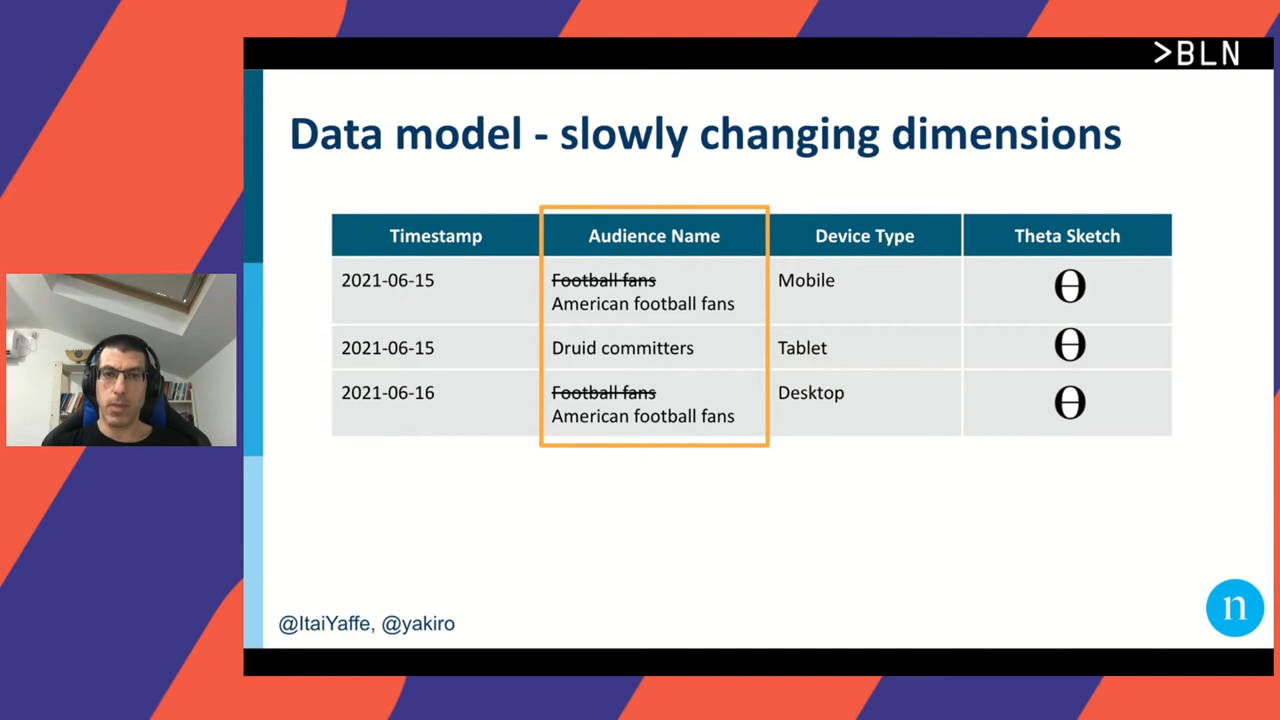 >BLN
Data model - slowly changing dimensions
Timestamp Audience Name Device Type Theta Sketch
2021-06-15 Football fans Mobile Θ
American football fans
2021-06-15 Druid committers Tablet Θ
2021-06-16 Football fans Desktop Θ
American football fans
@ItaiYaffe, @yakiro
n